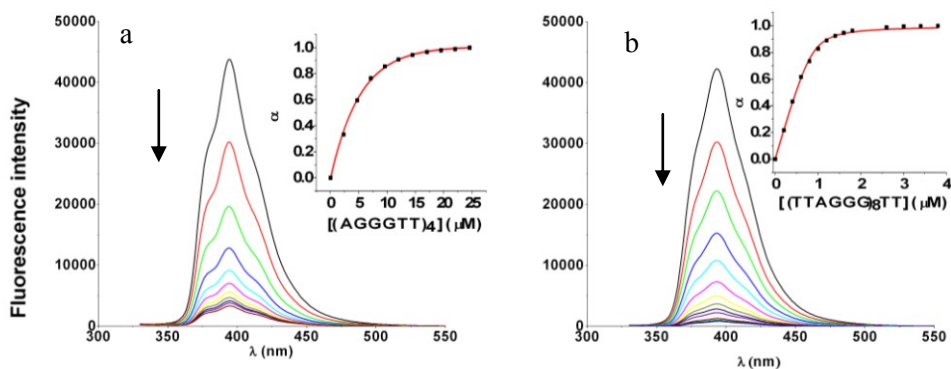 a
Fluorescence intensity
50000
40000
30000
20000
10000
0
300 350 400 450 500 550
λ (nm)
α
1.0
0.8
0.6
0.4
0.2
0.0
0 5 10 15 20 25
[(AGGGTT)4] (μM)
b
50000
40000
30000
20000
10000
0
300 350 400 450 500 550
λ (nm)
α
1.0
0.8
0.6
0.4
0.2
0.0
0 1 2 3 4
[(TTAGGG)8TT] (μM)